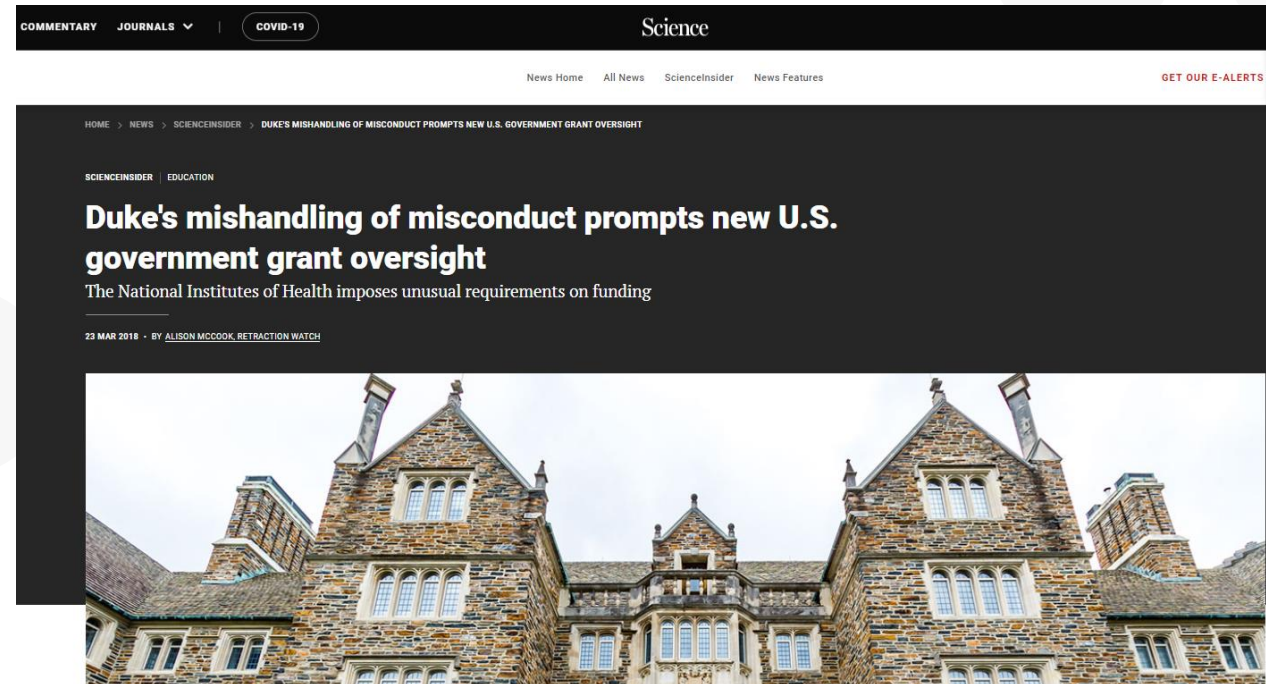 COMMENTARY JOURNALS | COVID-19 Science
News Home All News ScienceInsider News Features GET OUR E-ALERTS
HOME > NEWS > SCIENCEINSIDER > DUKE'S MISHANDLING OF MISCONDUCT PROMPTS NEW U.S. GOVERNMENT GRANT OVERSIGHT
SCIENCEINSIDER | EDUCATION
Duke's mishandling of misconduct prompts new U.S.
government grant oversight
The National Institutes of Health imposes unusual requirements on funding
23 MAR 2018 · BY ALISON MCCOOK, RETRACTION WATCH